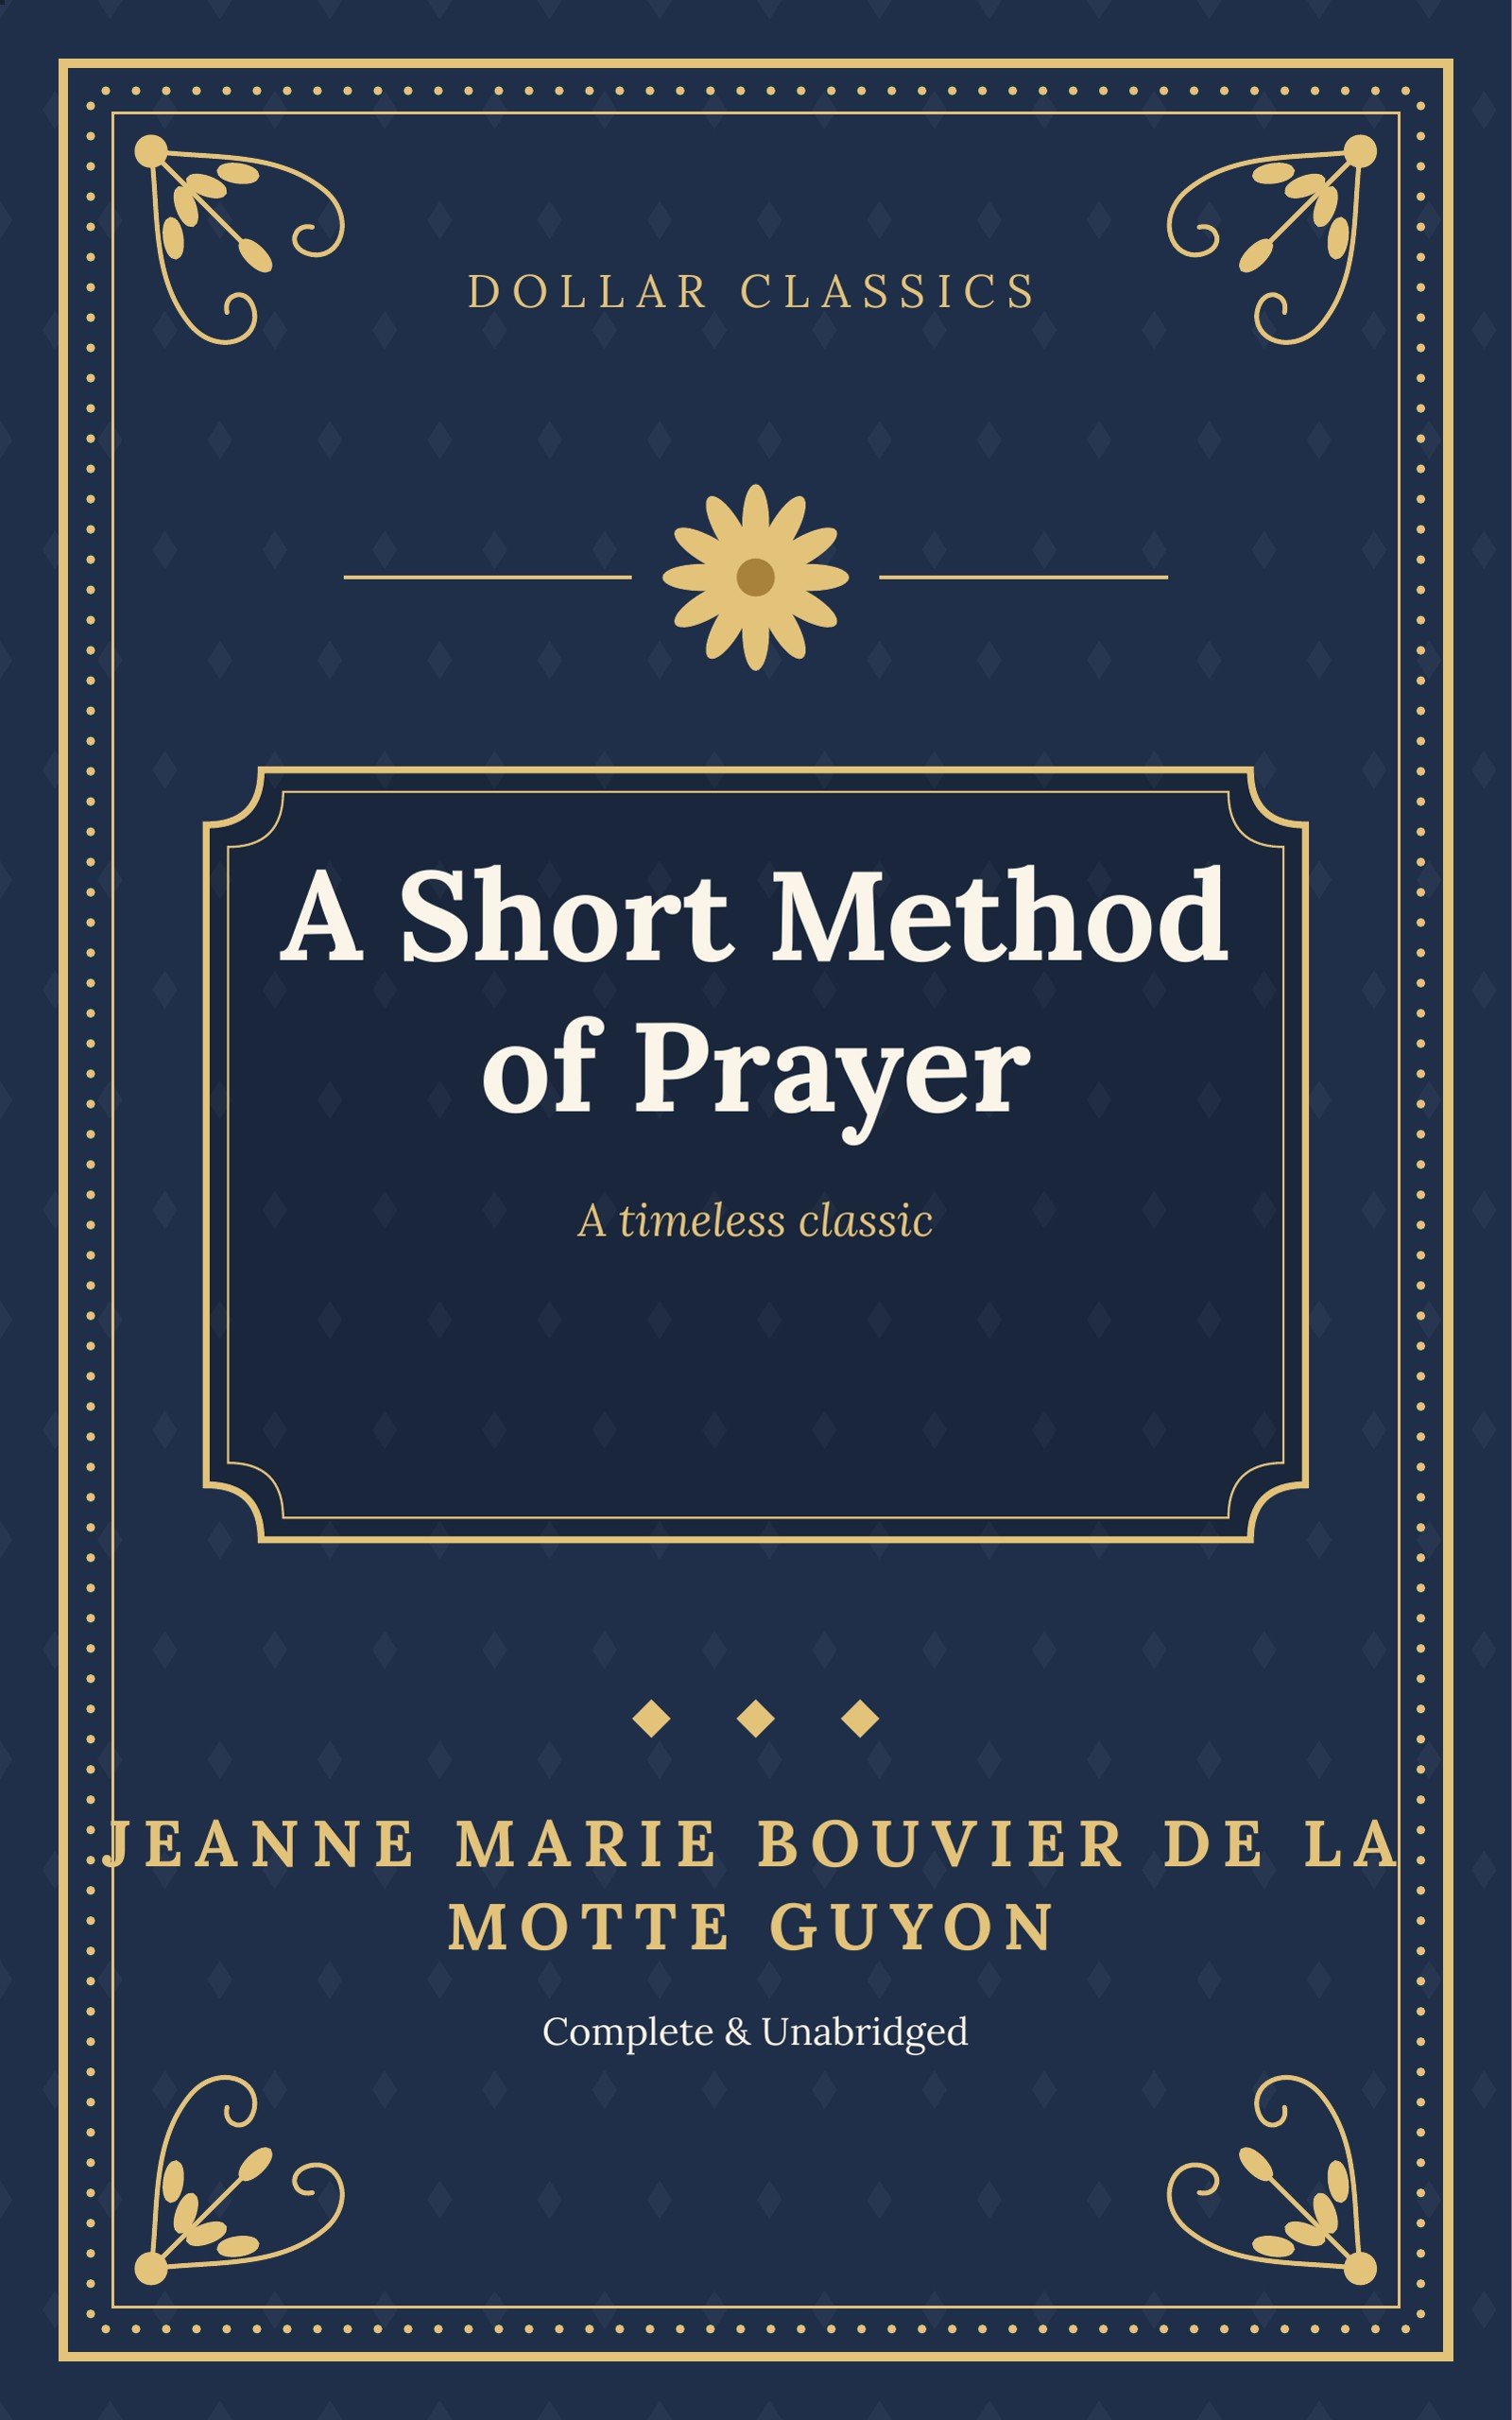 DOLLAR CLASSICS
A Short Method
of Prayer
A timeless classic
JEANNE MARIE BOUVIER DE LA
MOTTE GUYON
Complete & Unabridged